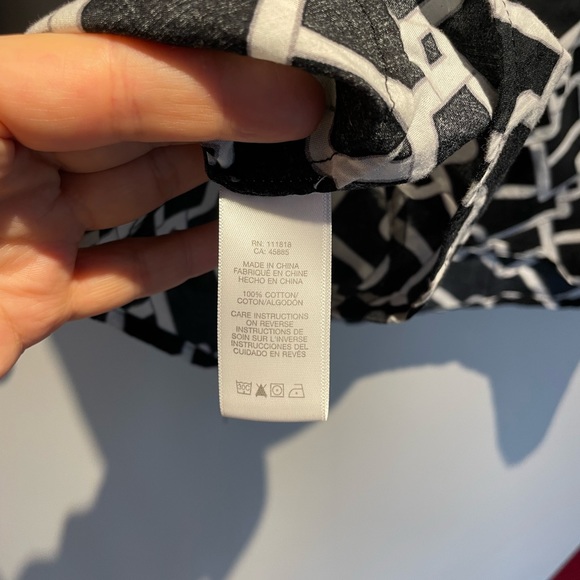 RN: 111818
CA: 45885
MADE IN CHINA
FABRIQUÉ EN CHINE
HECHO EN CHINA
100% COTTON/
COTON/ALGODÓN
CARE INSTRUCTIONS
ON REVERSE
INSTRUCTIONS DE
SOIN SUR L'INVERSE
INSTRUCCIONES DEL
CUIDADO EN REVÉS